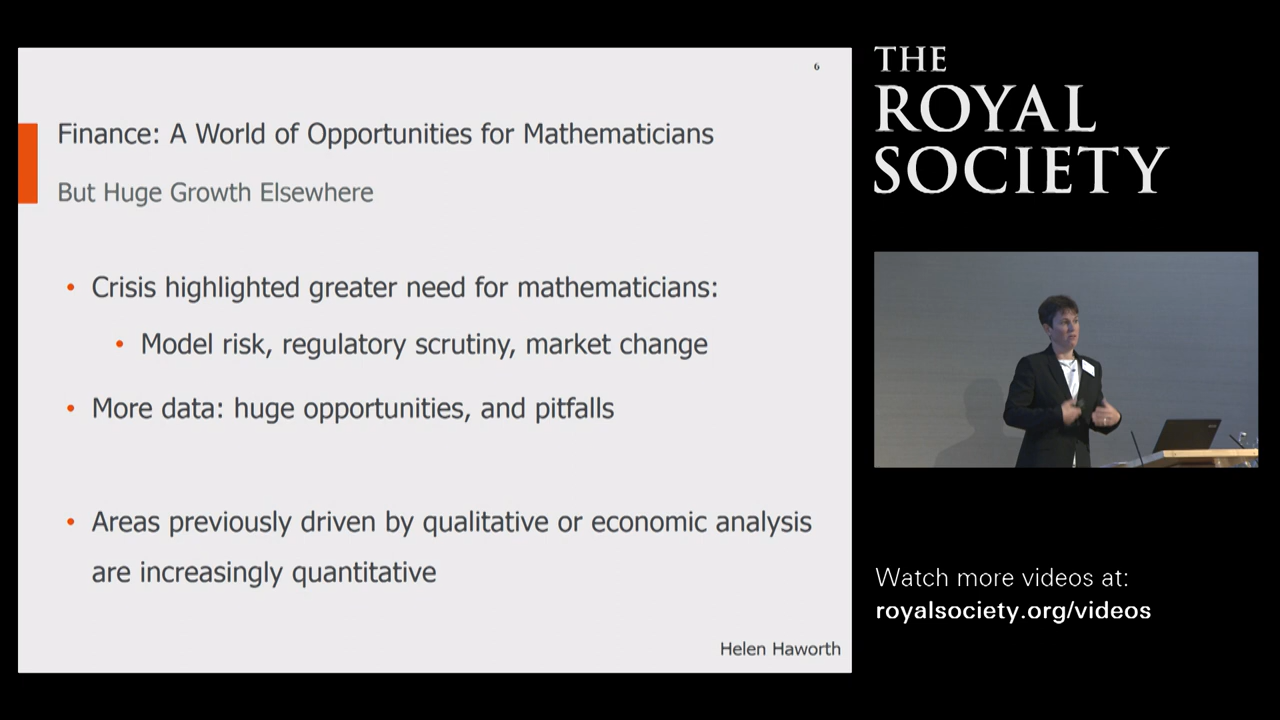 6
Finance: A World of Opportunities for Mathematicians
But Huge Growth Elsewhere
• Crisis highlighted greater need for mathematicians:
• Model risk, regulatory scrutiny, market change
• More data: huge opportunities, and pitfalls
• Areas previously driven by qualitative or economic analysis
are increasingly quantitative
Helen Haworth
THE
ROYAL
SOCIETY
Watch more videos at:
royalsociety.org/videos